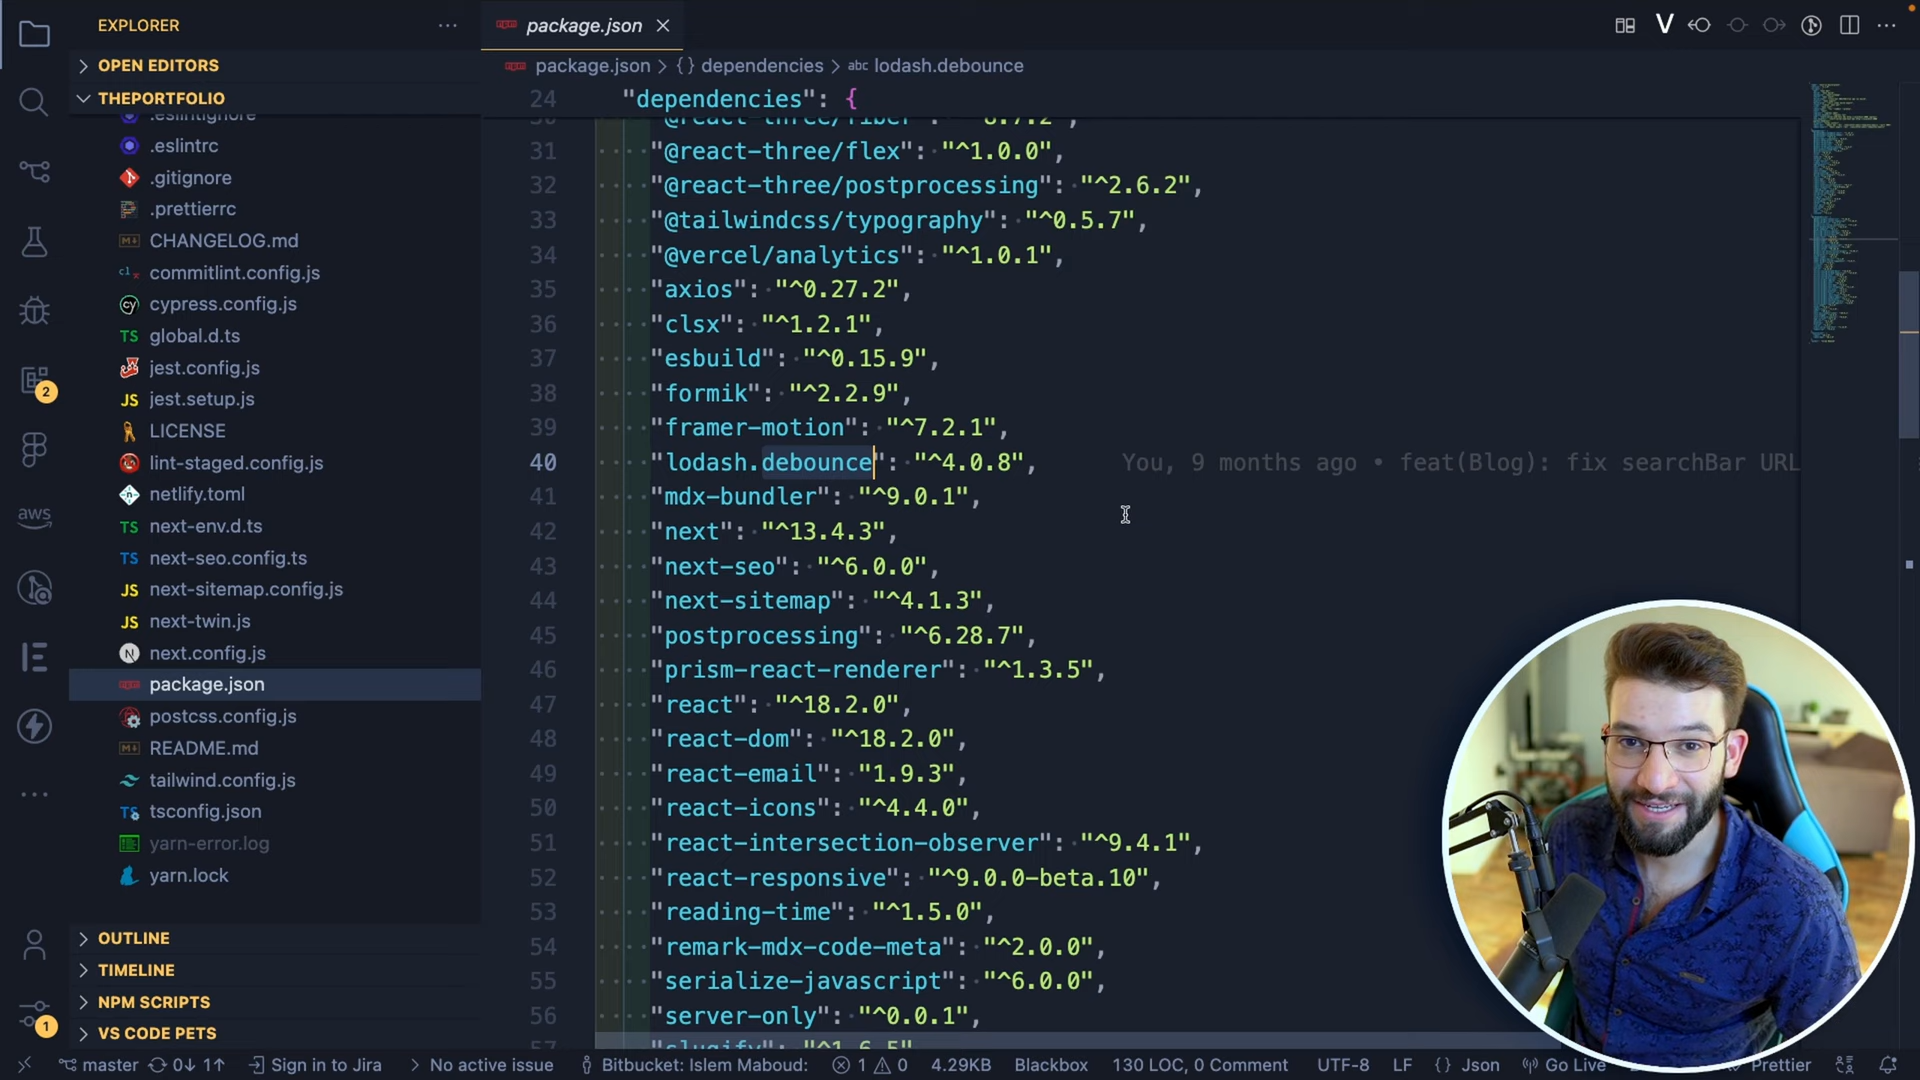 EXPLORER
OPEN EDITORS
THEPORTFOLIO
.eslintignore
.eslintrc
.gitignore
.prettierrc
CHANGELOG.md
commitlint.config.js
cypress.config.js
TS global.d.ts
jest.config.js
JS jest.setup.js
LICENSE
lint-staged.config.js
netlify.toml
TS next-env.d.ts
TS next-seo.config.ts
JS next-sitemap.config.js
JS next-twin.js
N next.config.js
package.json
postcss.config.js
M README.md
tailwind.config.js
TS tsconfig.json
yarn-error.log
yarn.lock
OUTLINE
TIMELINE
NPM SCRIPTS
VS CODE PETS
2
aws
1
package.json
V
package.json > {} dependencies > abc lodash.debounce
24 "dependencies": {
31 "@react-three/flex": "^1.0.0",
32 "@react-three/postprocessing": "^2.6.2",
33 "@tailwindcss/typography": "^0.5.7",
34 "@vercel/analytics": "^1.0.1",
35 "axios": "^0.27.2",
36 "clsx": "^1.2.1",
37 "esbuild": "^0.15.9",
38 "formik": "^2.2.9",
39 "framer-motion": "^7.2.1",
40 "lodash.debounce": "^4.0.8", You, 9 months ago • feat(Blog): fix searchBar URL
41 "mdx-bundler": "^9.0.1",
42 "next": "^13.4.3",
43 "next-seo": "^6.0.0",
44 "next-sitemap": "^4.1.3",
45 "postprocessing": "^6.28.7",
46 "prism-react-renderer": "^1.3.5",
47 "react": "^18.2.0",
48 "react-dom": "^18.2.0",
49 "react-email": "1.9.3",
50 "react-icons": "^4.4.0",
51 "react-intersection-observer": "^9.4.1",
52 "react-responsive": "^9.0.0-beta.10",
53 "reading-time": "^1.5.0",
54 "remark-mdx-code-meta": "^2.0.0",
55 "serialize-javascript": "^6.0.0",
56 "server-only": "^0.0.1",
master 0↓ 1↑ Sign in to Jira > No active issue Bitbucket: Islem Maboud: 1 0 4.29KB Blackbox 130 LOC, 0 Comment UTF-8 LF {} Json Go Live Prettier